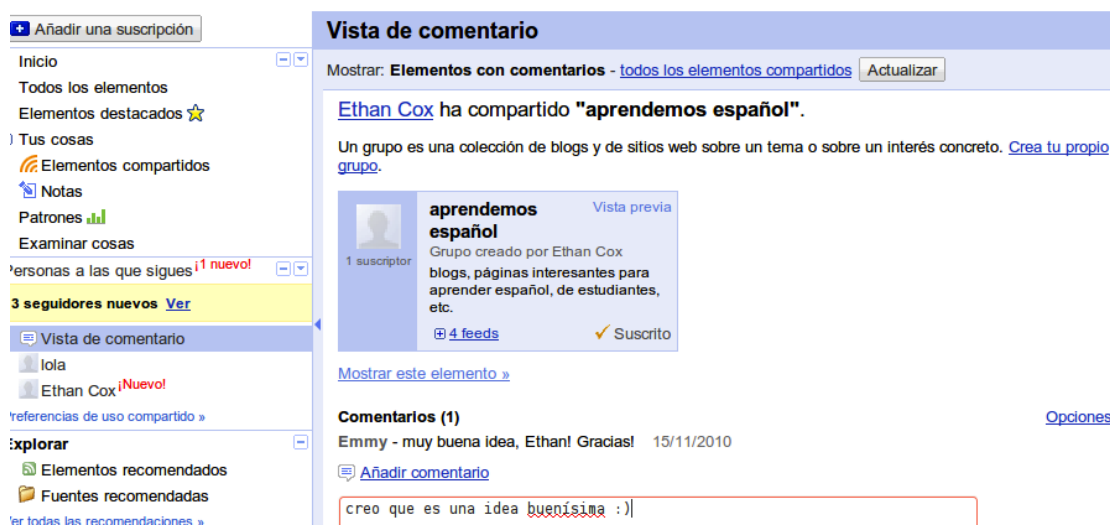 Añadir una suscripción
Inicio
Todos los elementos
Elementos destacados
Tus cosas
Elementos compartidos
Notas
Patrones
Examinar cosas
Personas a las que sigues ¡1 nuevo!
3 seguidores nuevos Ver
Vista de comentario
lola
Ethan Cox ¡Nuevo!
Preferencias de uso compartido »
Explorar
Elementos recomendados
Fuentes recomendadas
Ver todas las recomendaciones »
Vista de comentario
Mostrar: Elementos con comentarios - todos los elementos compartidos Actualizar
Ethan Cox ha compartido "aprendemos español".
Un grupo es una colección de blogs y de sitios web sobre un tema o sobre un interés concreto. Crea tu propio
grupo.
1 suscriptor
aprendemos
español
Vista previa
Grupo creado por Ethan Cox
blogs, páginas interesantes para
aprender español, de estudiantes,
etc.
4 feeds
Suscrito
Mostrar este elemento »
Comentarios (1)
Opciones
Emmy - muy buena idea, Ethan! Gracias! 15/11/2010
Añadir comentario
creo que es una idea buenísima :)